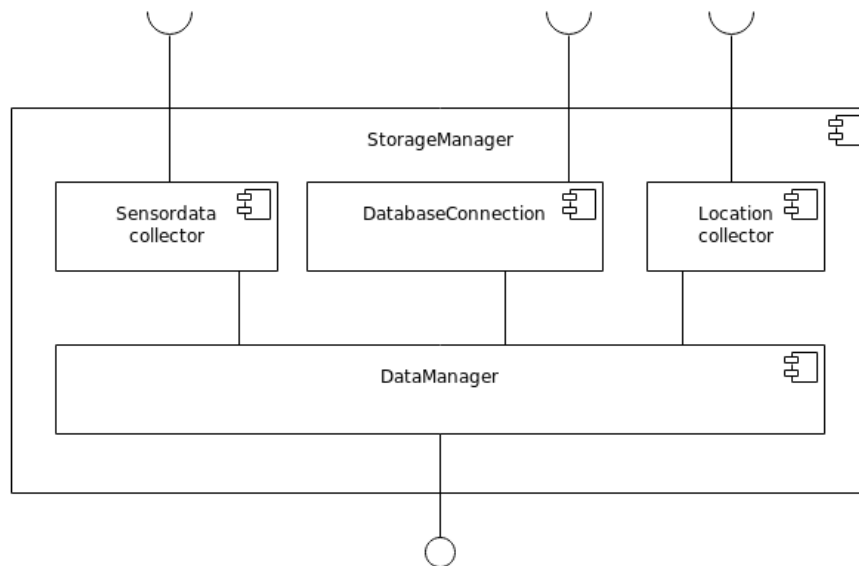 StorageManager
Sensordata
collector
DatabaseConnection
Location
collector
DataManager